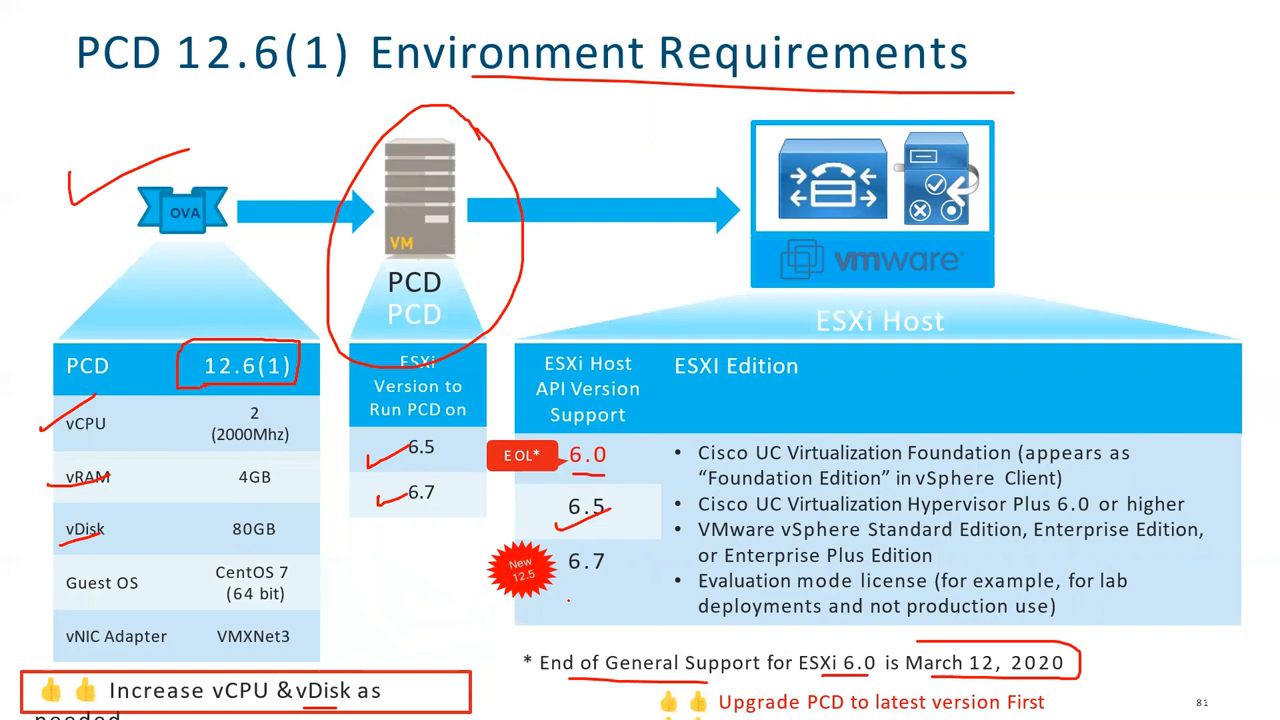 PCD 12.6(1) Environment Requirements
OVA
VM
PCD
PCD
vmware
ESXi Host
PCD 12.6(1)
vCPU 2
(2000Mhz)
vRAM 4GB
vDisk 80GB
Guest OS CentOS 7
(64 bit)
vNIC Adapter VMXNet3
ESXi
Version to
Run PCD on
6.5
6.7
ESXi Host
API Version
Support
ESXI Edition
EOL*
6.0
6.5
New
12.5
6.7
• Cisco UC Virtualization Foundation (appears as
“Foundation Edition” in vSphere Client)
• Cisco UC Virtualization Hypervisor Plus 6.0 or higher
• VMware vSphere Standard Edition, Enterprise Edition,
or Enterprise Plus Edition
• Evaluation mode license (for example, for lab
deployments and not production use)
* End of General Support for ESXi 6.0 is March 12, 2020
Increase vCPU & vDisk as
needed
Upgrade PCD to latest version First
81